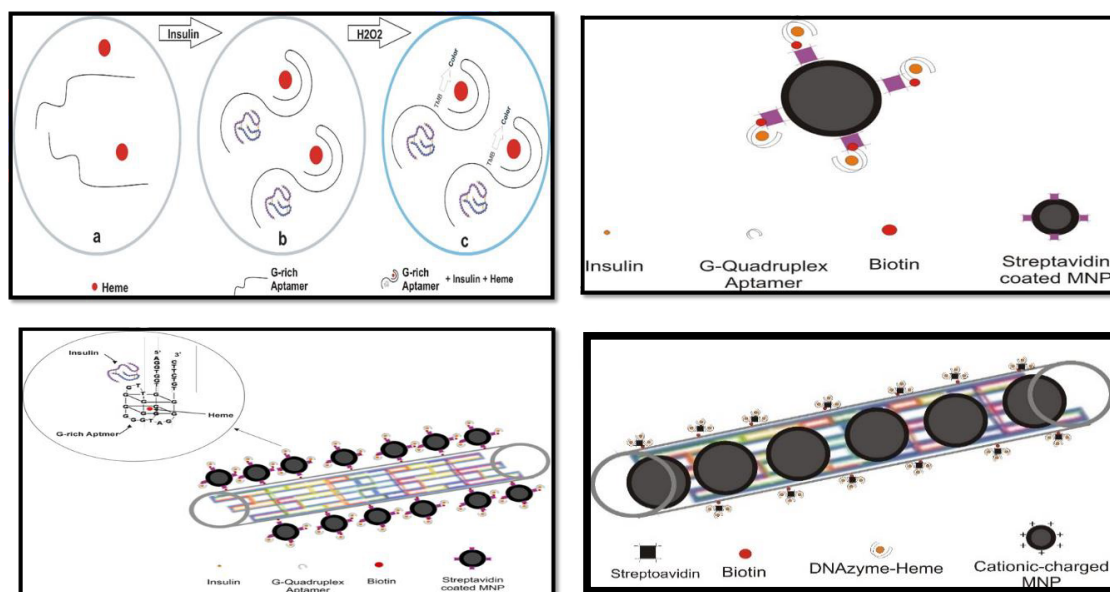 Insulin
H2O2
Color
TMB
Color
TMB
a
b
c
Heme
G-rich
Aptamer
G-rich
Aptamer
+ Insulin + Heme
Insulin
G-Quadruplex
Aptamer
Biotin
Streptavidin
coated MNP
Insulin
5'
3'
Heme
G-rich Aptmer
G
G
T
A
G
Insulin
G-Quadruplex
Aptamer
Biotin
Streptavidin
coated MNP
Streptoavidin
Biotin
DNAzyme-Heme
Cationic-charged
MNP